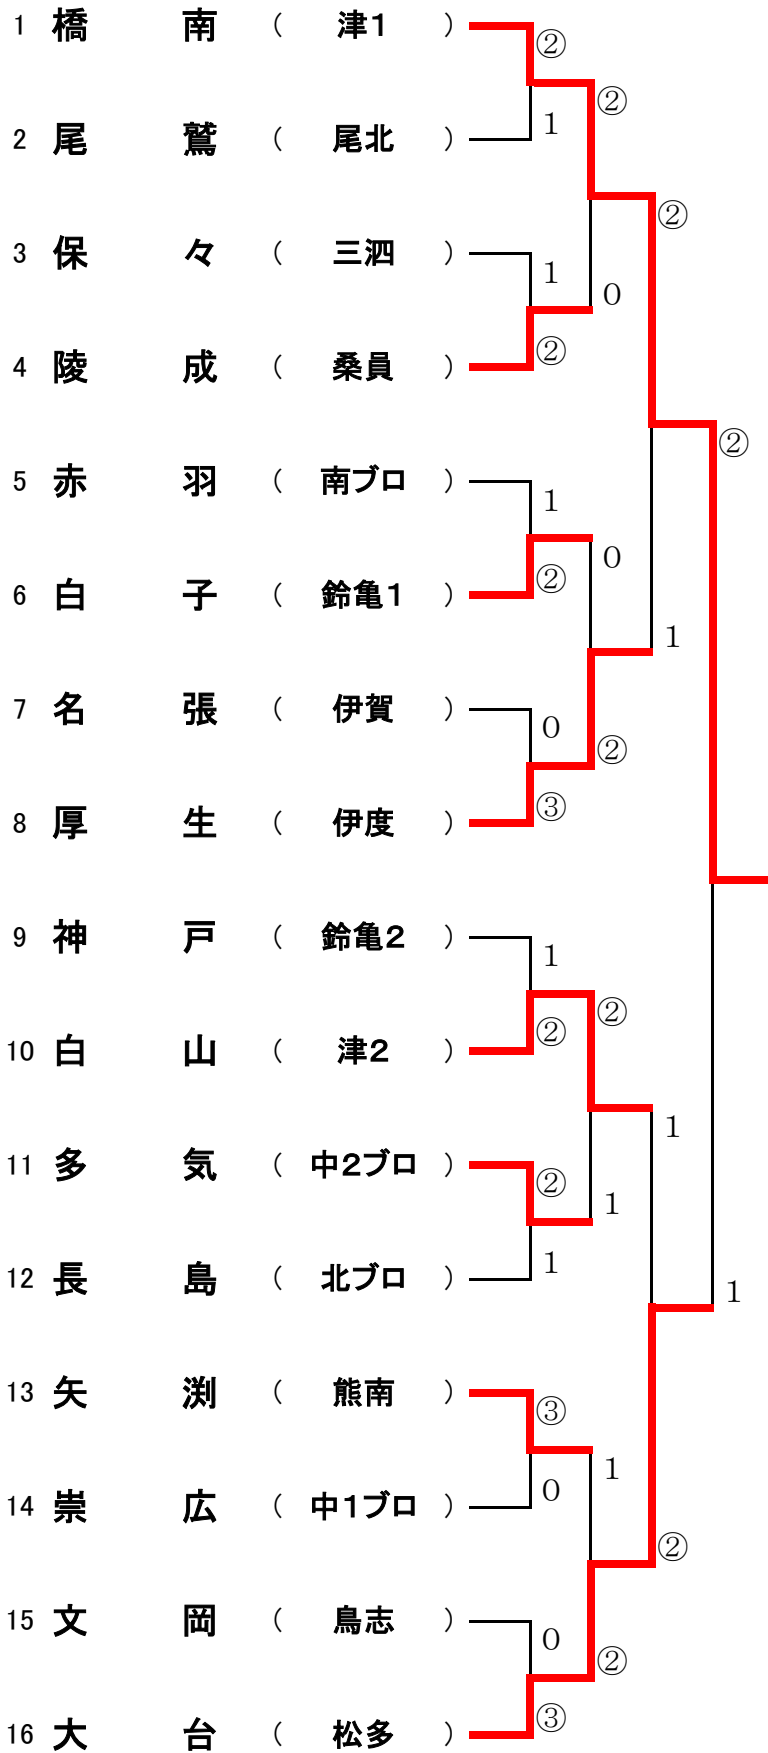 1 橋 南 ( 津1 ) ②
②
2 尾 鷲 ( 尾北 ) 1
②
3 保 々 ( 三泗 ) 1
0
4 陵 成 ( 桑員 ) ②
②
5 赤 羽 ( 南ブロ ) 1
0
6 白 子 ( 鈴亀1 ) ②
1
7 名 張 ( 伊賀 ) 0
②
8 厚 生 ( 伊度 ) ③
9 神 戸 ( 鈴亀2 ) 1
②
10 白 山 ( 津2 ) ②
1
11 多 気 ( 中2ブロ ) ②
1
12 長 島 ( 北ブロ ) 1
1
13 矢 渕 ( 熊南 ) ③
1
14 崇 広 ( 中1ブロ ) 0
②
15 文 岡 ( 鳥志 ) 0
②
16 大 台 ( 松多 ) ③